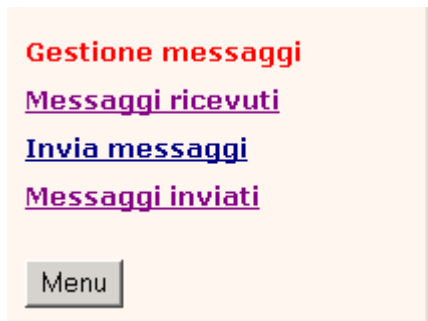 Gestione messaggi
Messaggi ricevuti
Invia messaggi
Messaggi inviati
Menu